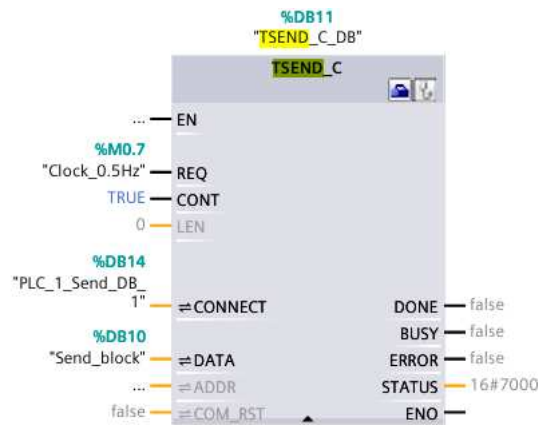 %DB11
"TSEND_C_DB"
TSEND_C
... EN
%M0.7
"Clock_0.5Hz" REQ
TRUE CONT
0 LEN
%DB14
"PLC_1_Send_DB_
1" ⇌CONNECT DONE false
BUSY false
%DB10
"Send_block" ⇌DATA ERROR false
... ⇌ADDR STATUS 16#7000
false ⇌COM_RST ENO